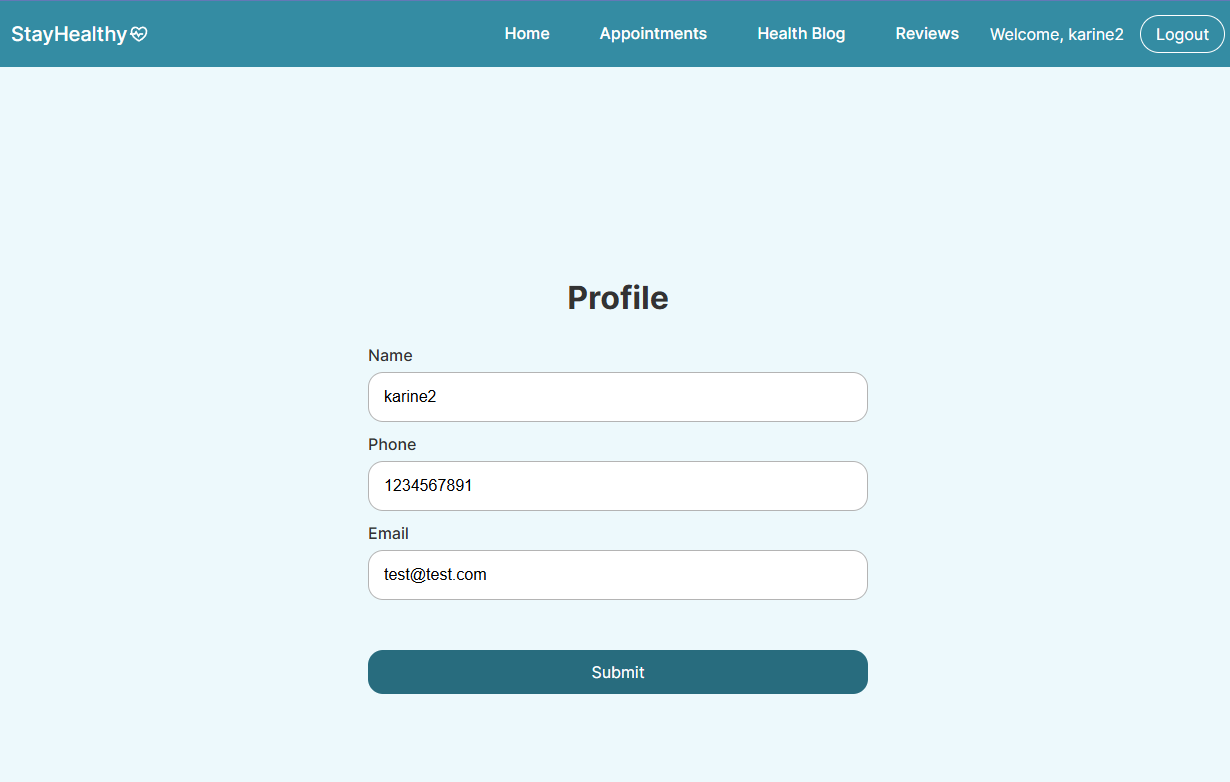 StayHealthy
Home Appointments Health Blog Reviews Welcome, karine2 Logout
Profile
Name
karine2
Phone
1234567891
Email
test@test.com
Submit